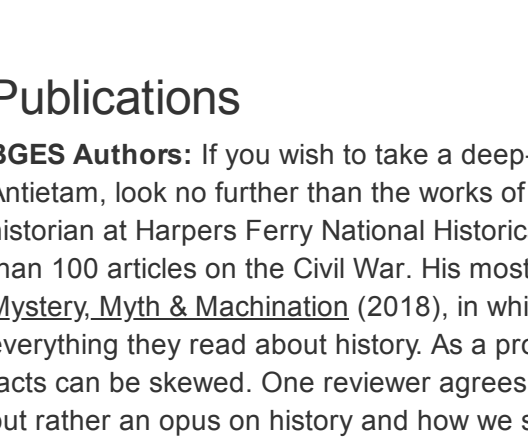 Publications
BGES Authors: If you wish to take a deep-
Antietam, look no further than the works of
historian at Harpers Ferry National Historic
than 100 articles on the Civil War. His most
Mystery, Myth & Machination (2018), in whi
everything they read about history. As a pro
facts can be skewed. One reviewer agrees
but rather an opus on history and how we s